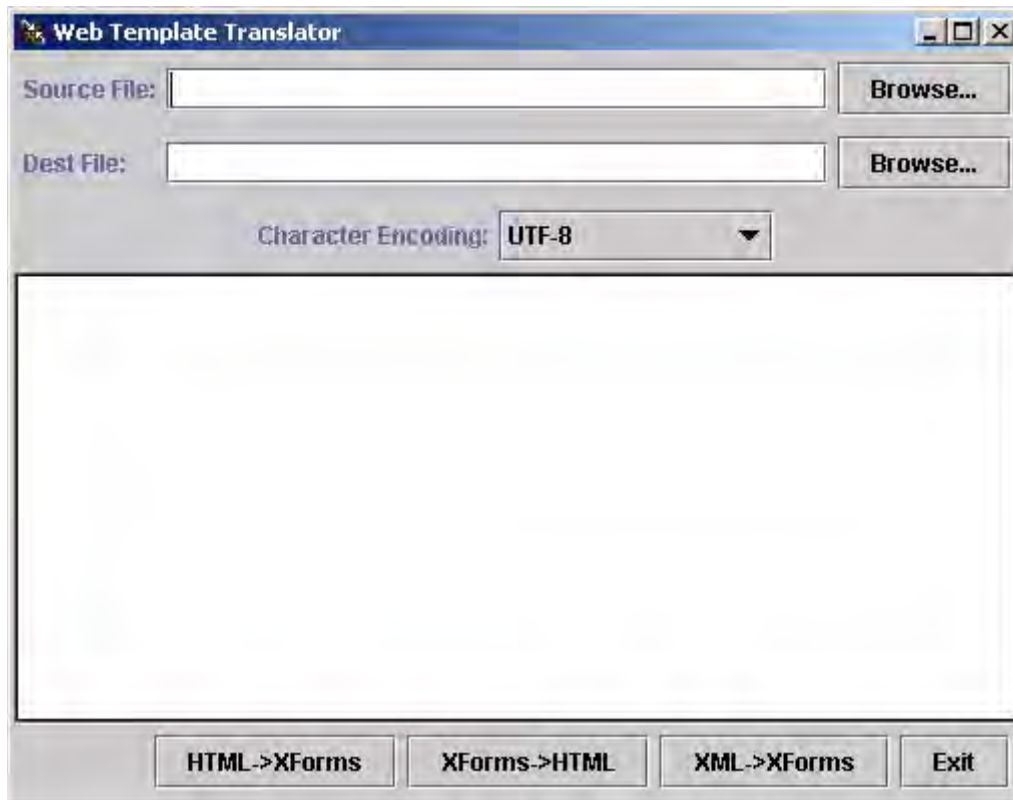 Web Template Translator
Source File: Browse...
Dest File: Browse...
Character Encoding: UTF-8
HTML->XForms XForms->HTML XML->XForms Exit